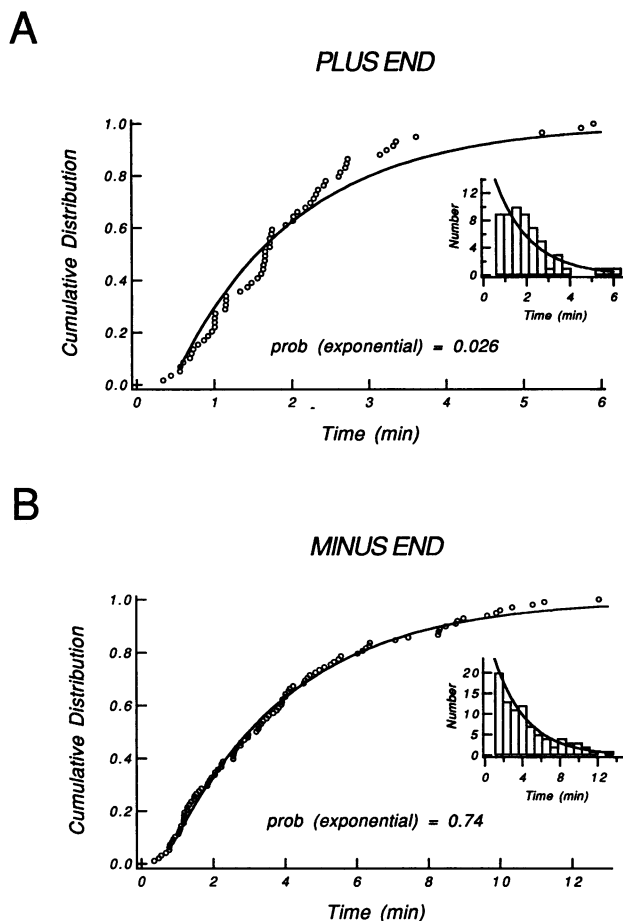 A
PLUS END
Cumulative Distribution
1.0
0.8
0.6
0.4
0.2
0.0
0 1 2 3 4 5 6
Time (min)
prob (exponential) = 0.026
Number
12
8
4
0
0 2 4 6
Time (min)
B
MINUS END
Cumulative Distribution
1.0
0.8
0.6
0.4
0.2
0.0
0 2 4 6 8 10 12
Time (min)
prob (exponential) = 0.74
Number
20
15
10
5
0
0 4 8 12
Time (min)